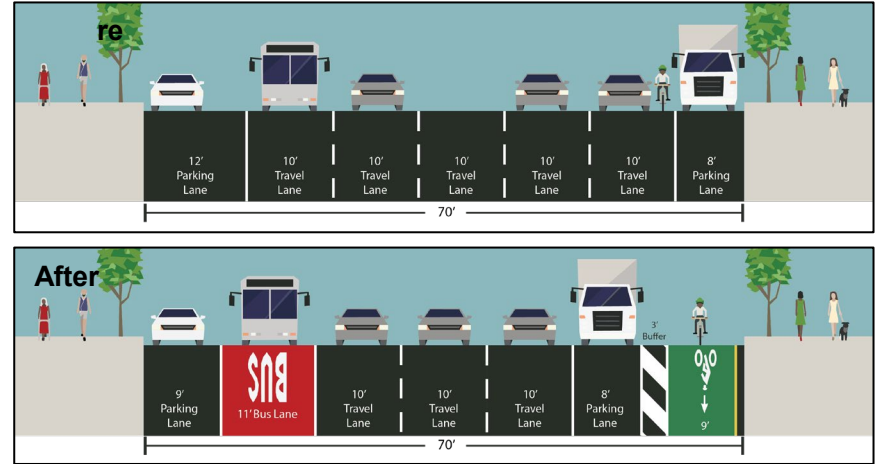 re
12'
Parking
Lane
10'
Travel
Lane
10'
Travel
Lane
10'
Travel
Lane
10'
Travel
Lane
10'
Travel
Lane
8'
Parking
Lane
70'
After
9'
Parking
Lane
BUS
11' Bus Lane
10'
Travel
Lane
10'
Travel
Lane
10'
Travel
Lane
8'
Parking
Lane
3'
Buffer
9'
70'